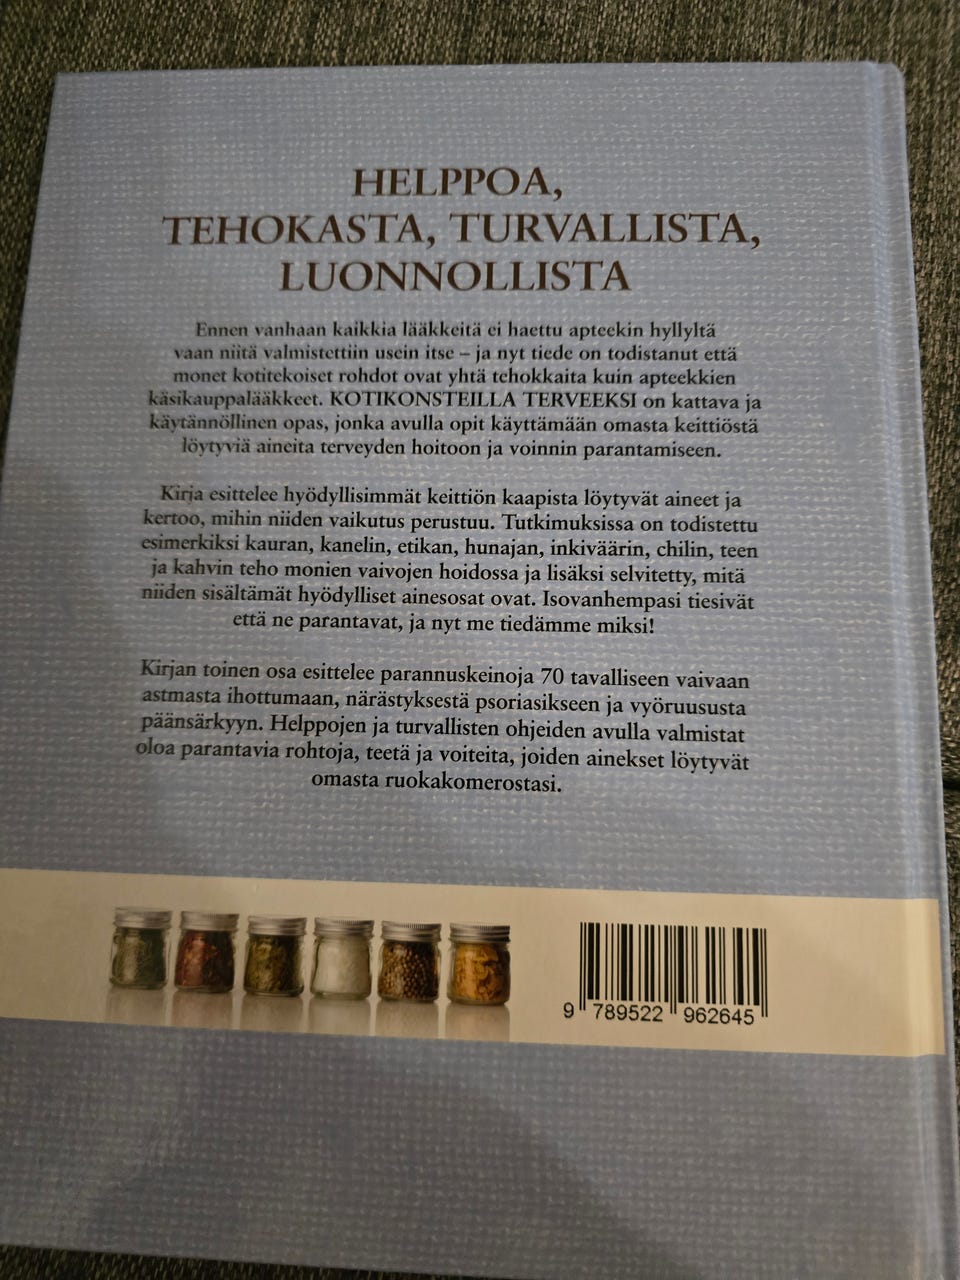 HELPPOA,
TEHOKASTA, TURVALLISTA,
LUONNOLLISTA
Ennen vanhaan kaikkia lääkkeitä ei haettu apteekin hyllyltä
vaan niitä valmistettiin usein itse – ja nyt tiede on todistanut että
monet kotitekoiset rohdot ovat yhtä tehokkaita kuin apteekkien
käsikauppalääkkeet. KOTIKONSTEILLA TERVEEKSI on kattava ja
käytännöllinen opas, jonka avulla opit käyttämään omasta keittiöstä
löytyviä aineita terveyden hoitoon ja voinnin parantamiseen.
Kirja esittelee hyödyllisimmät keittiön kaapista löytyvät aineet ja
kertoo, mihin niiden vaikutus perustuu. Tutkimuksissa on todistettu
esimerkiksi kauran, kanelin, etikan, hunajan, inkiväärin, chilin, teen
ja kahvin teho monien vaivojen hoidossa ja lisäksi selvitetty, mitä
niiden sisältämät hyödylliset ainesosat ovat. Isovanhempasi tiesivät
että ne parantavat, ja nyt me tiedämme miksi!
Kirjan toinen osa esittelee parannuskeinoja 70 tavalliseen vaivaan
astmasta ihottumaan, närästyksestä psoriasikseen ja vyöruususta
päänsärkyyn. Helppojen ja turvallisten ohjeiden avulla valmistat
oloa parantavia rohtoja, teetä ja voiteita, joiden ainekset löytyvät
omasta ruokakomerostasi.
9 789522 962645